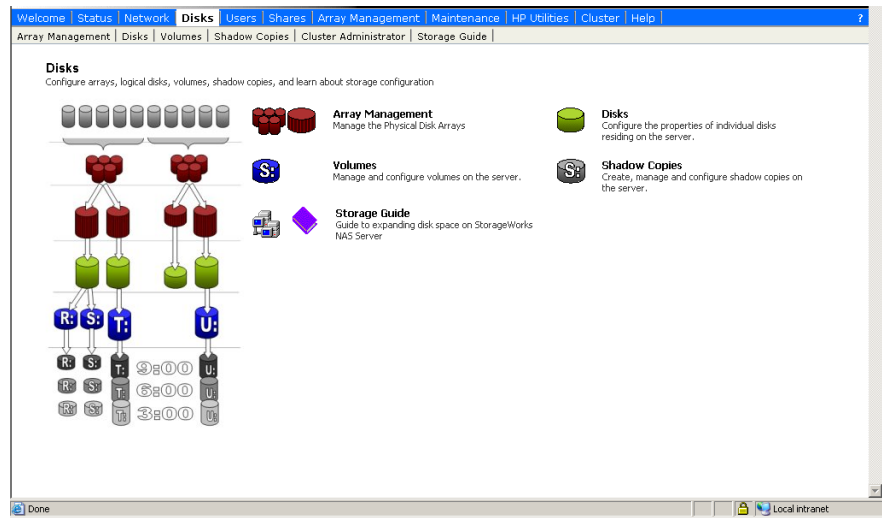 Welcome | Status | Network | Disks | Users | Shares | Array Management | Maintenance | HP Utilities | Cluster | Help | ?
Array Management | Disks | Volumes | Shadow Copies | Cluster Administrator | Storage Guide |
Disks
Configure arrays, logical disks, volumes, shadow copies, and learn about storage configuration
Array Management
Manage the Physical Disk Arrays
Disks
Configure the properties of individual disks
residing on the server.
S:
Volumes
Manage and configure volumes on the server.
S:
Shadow Copies
Create, manage and configure shadow copies on
the server.
Storage Guide
Guide to expanding disk space on StorageWorks
NAS Server
R: S: T: U:
R: S: T: 9:00 U:
R: S: T: 6:00 U:
R: S: T: 3:00 U:
Done
Local intranet